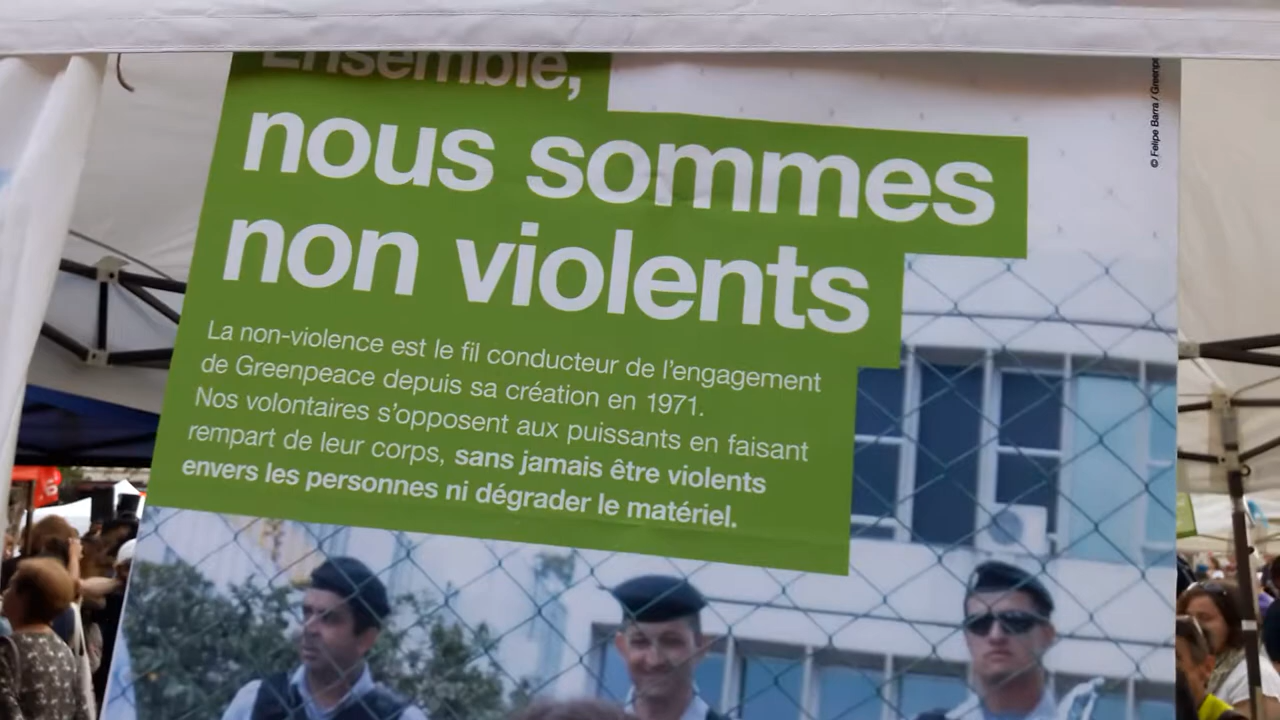 Ensemble,
nous sommes
non violents
La non-violence est le fil conducteur de l'engagement
de Greenpeace depuis sa création en 1971.
Nos volontaires s'opposent aux puissants en faisant
rempart de leur corps, sans jamais être violents
envers les personnes ni dégrader le matériel.
© Felipe Barra / Greenpe